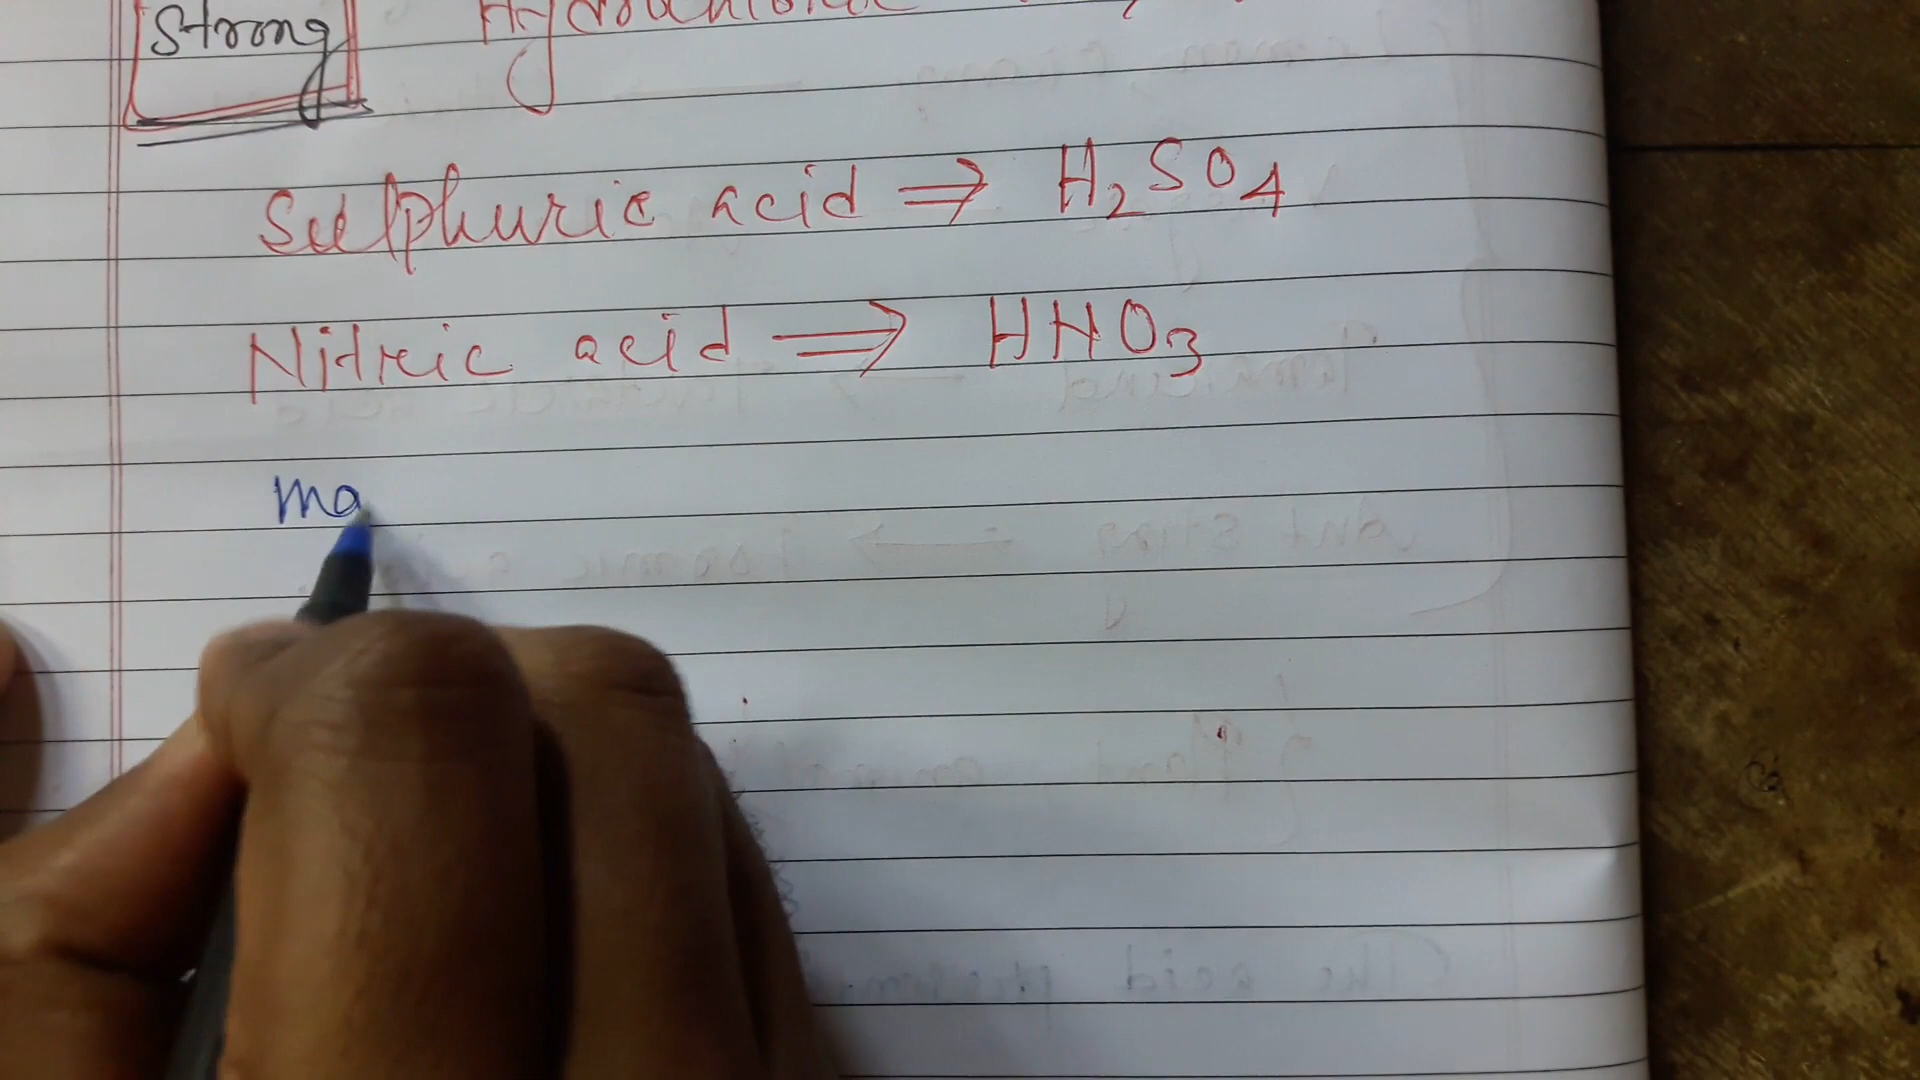 Strong
Sulphuric acid ⇒ H₂SO₄
Nitric acid ⇒ HNO₃
Ma